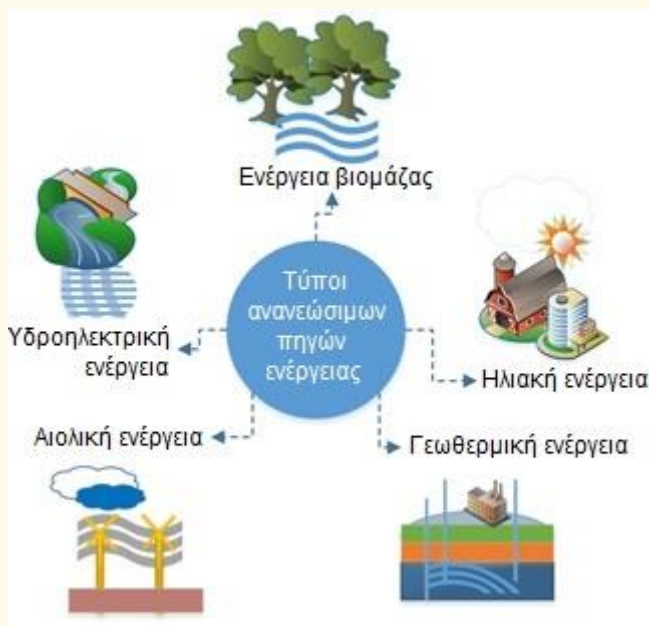 Ενέργεια βιομάζας
Τύποι
ανανεώσιμων
πηγών
ενέργειας
Υδροηλεκτρική
ενέργεια
Ηλιακή ενέργεια
Αιολική ενέργεια
Γεωθερμική ενέργεια